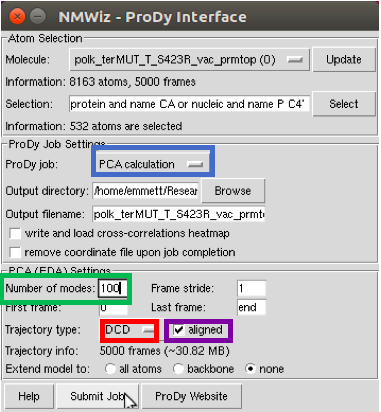 NMWiz - ProDy Interface
Atom Selection
Molecule: polk_terMUT_T_S423R_vac_prmtop (0) Update
Information: 8163 atoms, 5000 frames
Selection: protein and name CA or nucleic and name P C4' Select
Information: 532 atoms are selected
ProDy Job Settings
ProDy job: PCA calculation
Output directory: /home/emmett/Resear Browse
Output filename: polk_terMUT_T_S423R_vac_prmto
write and load cross-correlations heatmap
remove coordinate file upon job completion
PCA (EDA) Settings
Number of modes: 100 Frame stride: 1
First frame: 0 Last frame: end
Trajectory type: DCD aligned
Trajectory info: 5000 frames (~30.82 MB)
Extend model to: all atoms backbone none
Help Submit Job ProDy Website